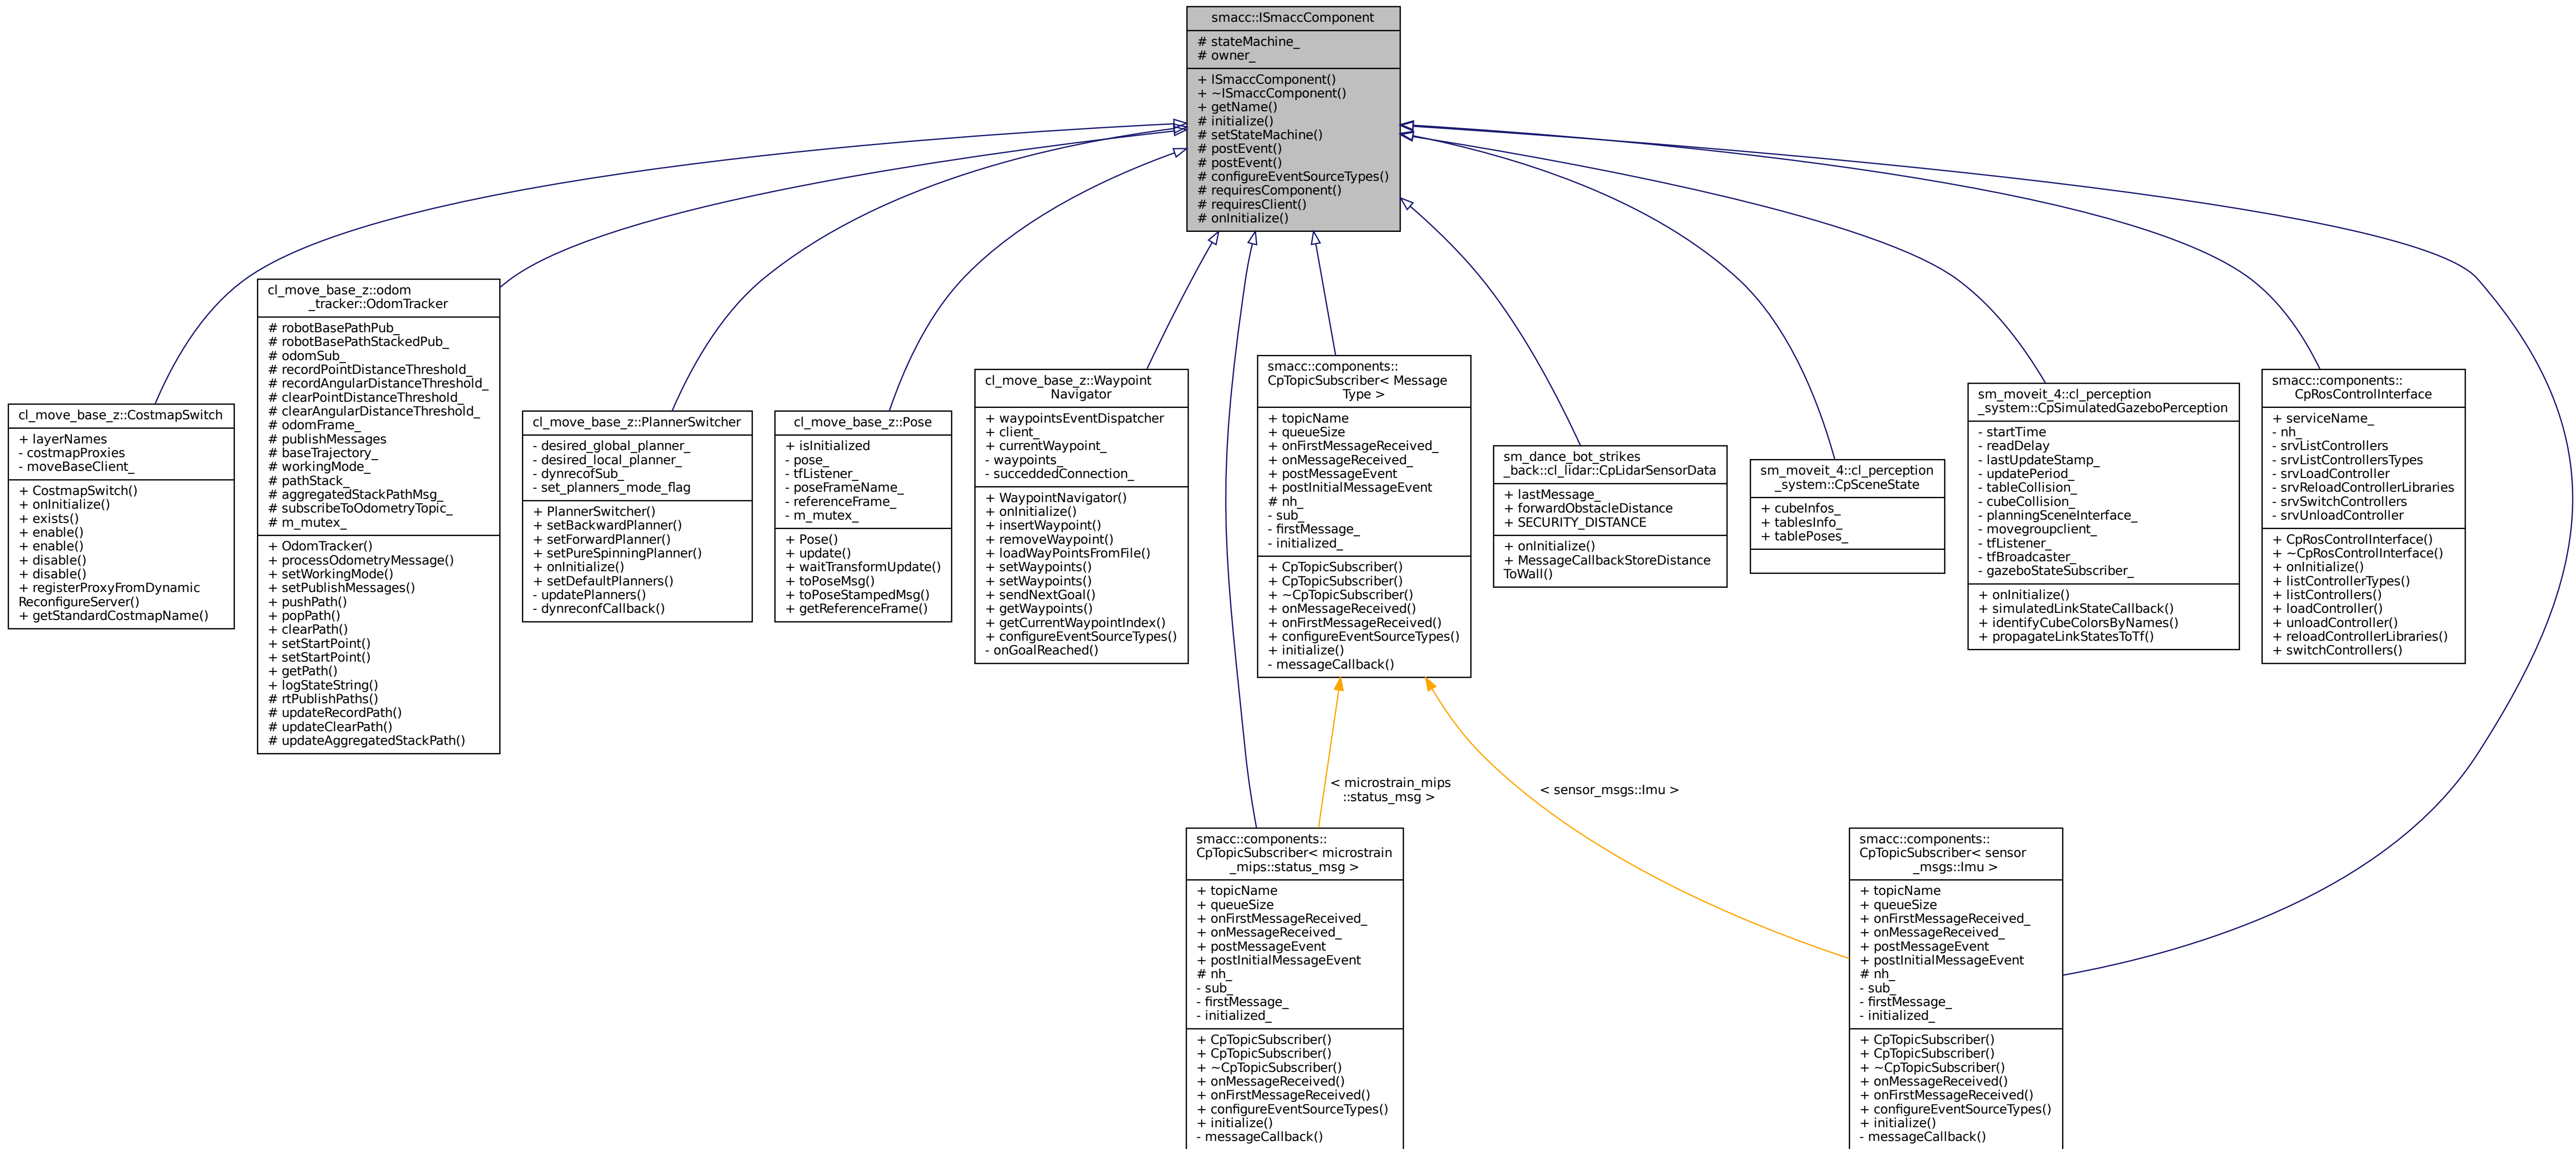 smacc::ISmaccComponent
# stateMachine_
# owner_
+ ISmaccComponent()
+ ~ISmaccComponent()
+ getName()
# initialize()
# setStateMachine()
# postEvent()
# postEvent()
# configureEventSourceTypes()
# requiresComponent()
# requiresClient()
# onInitialize()
cl_move_base_z::CostmapSwitch
+ layerNames
- costmapProxies
- moveBaseClient_
+ CostmapSwitch()
+ onInitialize()
+ exists()
+ enable()
+ enable()
+ disable()
+ disable()
+ registerProxyFromDynamic
ReconfigureServer()
+ getStandardCostmapName()
cl_move_base_z::odom
_tracker::OdomTracker
# robotBasePathPub_
# robotBasePathStackedPub_
# odomSub_
# recordPointDistanceThreshold_
# recordAngularDistanceThreshold_
# clearPointDistanceThreshold_
# clearAngularDistanceThreshold_
# odomFrame_
# publishMessages
# baseTrajectory_
# workingMode_
# pathStack_
# aggregatedStackPathMsg_
# subscribeToOdometryTopic_
# m_mutex_
+ OdomTracker()
+ processOdometryMessage()
+ setWorkingMode()
+ setPublishMessages()
+ pushPath()
+ popPath()
+ clearPath()
+ setStartPoint()
+ setStartPoint()
+ getPath()
+ logStateString()
# rtPublishPaths()
# updateRecordPath()
# updateClearPath()
# updateAggregatedStackPath()
cl_move_base_z::PlannerSwitcher
- desired_global_planner_
- desired_local_planner_
- dynrecofSub_
- set_planners_mode_flag
+ PlannerSwitcher()
+ setBackwardPlanner()
+ setForwardPlanner()
+ setPureSpinningPlanner()
+ onInitialize()
+ setDefaultPlanners()
- updatePlanners()
- dynreconfCallback()
cl_move_base_z::Pose
+ isInitialized
- pose_
- tfListener_
- poseFrameName_
- referenceFrame_
- m_mutex_
+ Pose()
+ update()
+ waitTransformUpdate()
+ toPoseMsg()
+ toPoseStampedMsg()
+ getReferenceFrame()
cl_move_base_z::Waypoint
Navigator
+ waypointsEventDispatcher
+ client_
+ currentWaypoint_
- waypoints_
- succeddedConnection_
+ WaypointNavigator()
+ onInitialize()
+ insertWaypoint()
+ removeWaypoint()
+ loadWayPointsFromFile()
+ setWaypoints()
+ setWaypoints()
+ sendNextGoal()
+ getWaypoints()
+ getCurrentWaypointIndex()
+ configureEventSourceTypes()
- onGoalReached()
smacc::components::
CpTopicSubscriber< Message
Type >
+ topicName
+ queueSize
+ onFirstMessageReceived_
+ onMessageReceived_
+ postMessageEvent
+ postInitialMessageEvent
# nh_
- sub_
- firstMessage_
- initialized_
+ CpTopicSubscriber()
+ CpTopicSubscriber()
+ ~CpTopicSubscriber()
+ onMessageReceived()
+ onFirstMessageReceived()
+ configureEventSourceTypes()
+ initialize()
- messageCallback()
sm_dance_bot_strikes
_back::cl_lidar::CpLidarSensorData
+ lastMessage_
+ forwardObstacleDistance
+ SECURITY_DISTANCE
+ onInitialize()
+ MessageCallbackStoreDistance
ToWall()
sm_moveit_4::cl_perception
_system::CpSceneState
+ cubeInfos_
+ tablesInfo_
+ tablePoses_
sm_moveit_4::cl_perception
_system::CpSimulatedGazeboPerception
- startTime
- readDelay
- lastUpdateStamp_
- updatePeriod_
- tableCollision_
- cubeCollision_
- planningSceneInterface_
- movegroupclient_
- tfListener_
- tfBroadcaster_
- gazeboStateSubscriber_
+ onInitialize()
+ simulatedLinkStateCallback()
+ identifyCubeColorsByNames()
+ propagateLinkStatesToTf()
smacc::components::
CpRosControlInterface
+ serviceName_
- nh_
- srvListControllers
- srvListControllersTypes
- srvLoadController
- srvReloadControllerLibraries
- srvSwitchControllers
- srvUnloadController
+ CpRosControlInterface()
+ ~CpRosControlInterface()
+ onInitialize()
+ listControllerTypes()
+ listControllers()
+ loadController()
+ unloadController()
+ reloadControllerLibraries()
+ switchControllers()
< microstrain_mips
::status_msg >
< sensor_msgs::Imu >
smacc::components::
CpTopicSubscriber< microstrain
_mips::status_msg >
+ topicName
+ queueSize
+ onFirstMessageReceived_
+ onMessageReceived_
+ postMessageEvent
+ postInitialMessageEvent
# nh_
- sub_
- firstMessage_
- initialized_
+ CpTopicSubscriber()
+ CpTopicSubscriber()
+ ~CpTopicSubscriber()
+ onMessageReceived()
+ onFirstMessageReceived()
+ configureEventSourceTypes()
+ initialize()
- messageCallback()
smacc::components::
CpTopicSubscriber< sensor
_msgs::Imu >
+ topicName
+ queueSize
+ onFirstMessageReceived_
+ onMessageReceived_
+ postMessageEvent
+ postInitialMessageEvent
# nh_
- sub_
- firstMessage_
- initialized_
+ CpTopicSubscriber()
+ CpTopicSubscriber()
+ ~CpTopicSubscriber()
+ onMessageReceived()
+ onFirstMessageReceived()
+ configureEventSourceTypes()
+ initialize()
- messageCallback()